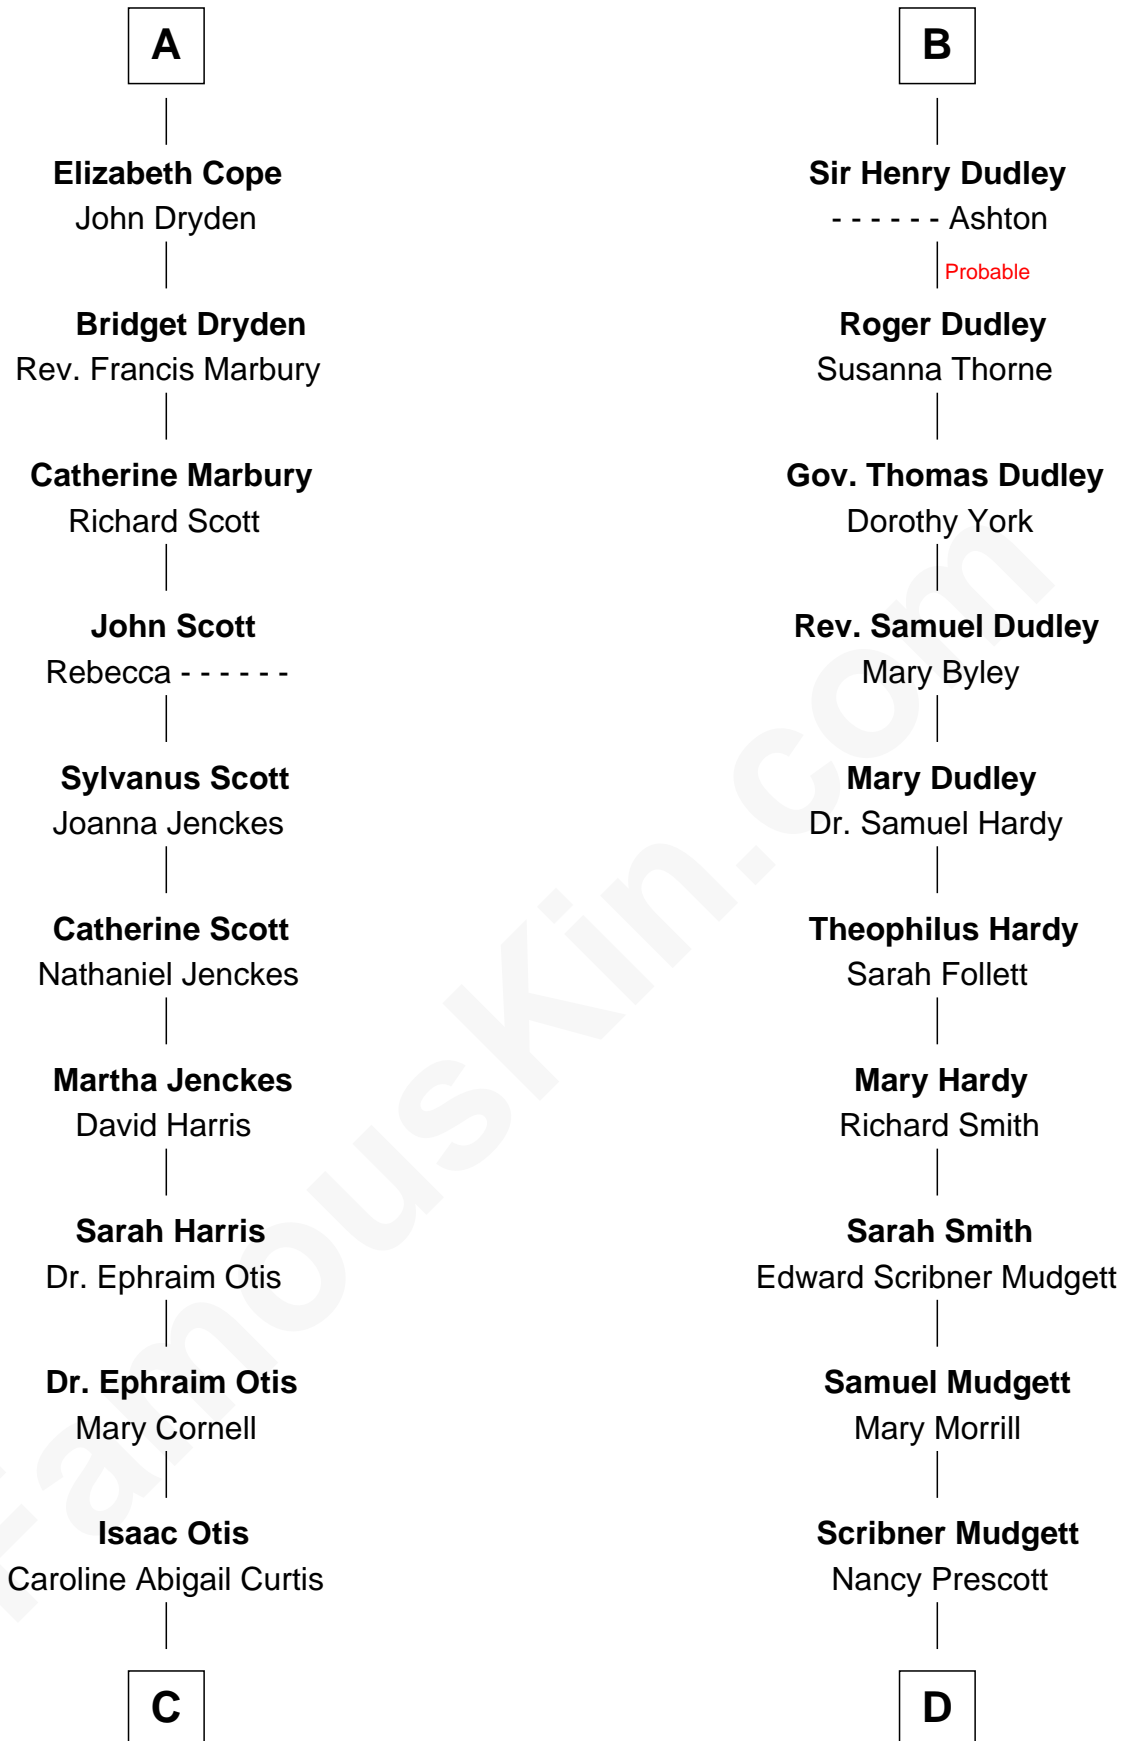 A
Elizabeth Cope
John Dryden
Bridget Dryden
Rev. Francis Marbury
Catherine Marbury
Richard Scott
John Scott
Rebecca - - - - - -
Sylvanus Scott
Joanna Jenckes
Catherine Scott
Nathaniel Jenckes
Martha Jenckes
David Harris
Sarah Harris
Dr. Ephraim Otis
Dr. Ephraim Otis
Mary Cornell
Isaac Otis
Caroline Abigail Curtis
C
B
Sir Henry Dudley
- - - - - - Ashton
Probable
Roger Dudley
Susanna Thorne
Gov. Thomas Dudley
Dorothy York
Rev. Samuel Dudley
Mary Byley
Mary Dudley
Dr. Samuel Hardy
Theophilus Hardy
Sarah Follett
Mary Hardy
Richard Smith
Sarah Smith
Edward Scribner Mudgett
Samuel Mudgett
Mary Morrill
Scribner Mudgett
Nancy Prescott
D
FamousKin.com